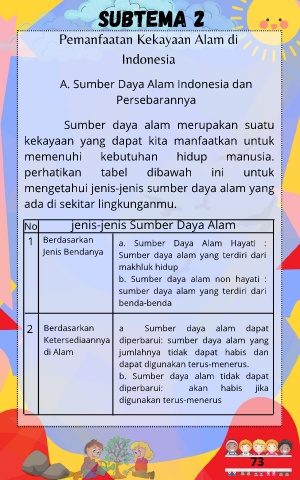 SUBTEMA 2
Pemanfaatan Kekayaan Alam di
Indonesia
A. Sumber Daya Alam Indonesia dan
Persebarannya
Sumber daya alam merupakan suatu
kekayaan yang dapat kita manfaatkan untuk
memenuhi kebutuhan hidup manusia.
perhatikan tabel dibawah ini untuk
mengetahui jenis-jenis sumber daya alam yang
ada di sekitar lingkunganmu.
No jenis-jenis Sumber Daya Alam
1 Berdasarkan
Jenis Bendanya
a. Sumber Daya Alam Hayati :
Sumber daya alam yang terdiri dari
makhluk hidup
b. Sumber daya alam non hayati :
sumber daya alam yang terdiri dari
benda-benda
2 Berdasarkan
Ketersediaannya
di Alam
a Sumber daya alam dapat
diperbarui: sumber daya alam yang
jumlahnya tidak dapat habis dan
dapat digunakan terus-menerus.
b. Sumber daya alam tidak dapat
diperbarui: akan habis jika
digunakan terus-menerus
73